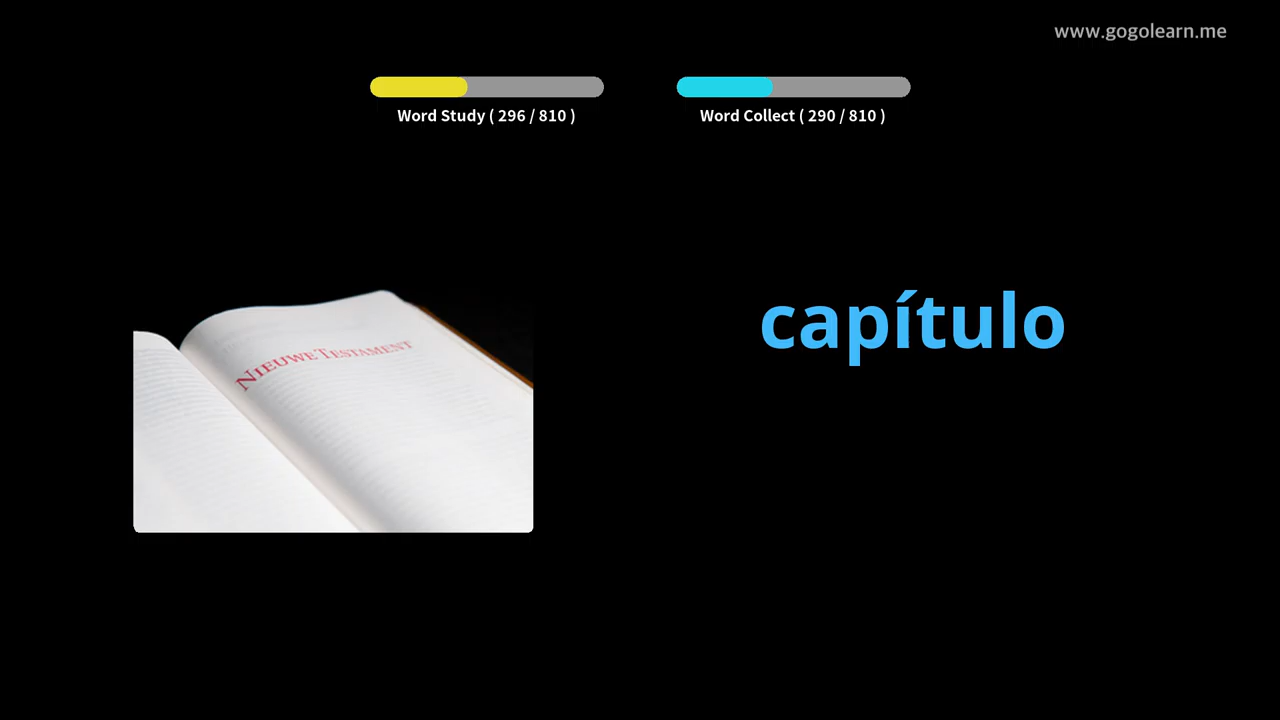 www.gogolearn.me
Word Study ( 296 / 810 )
Word Collect ( 290 / 810 )
capítulo
NIEUWE TESTAMENT